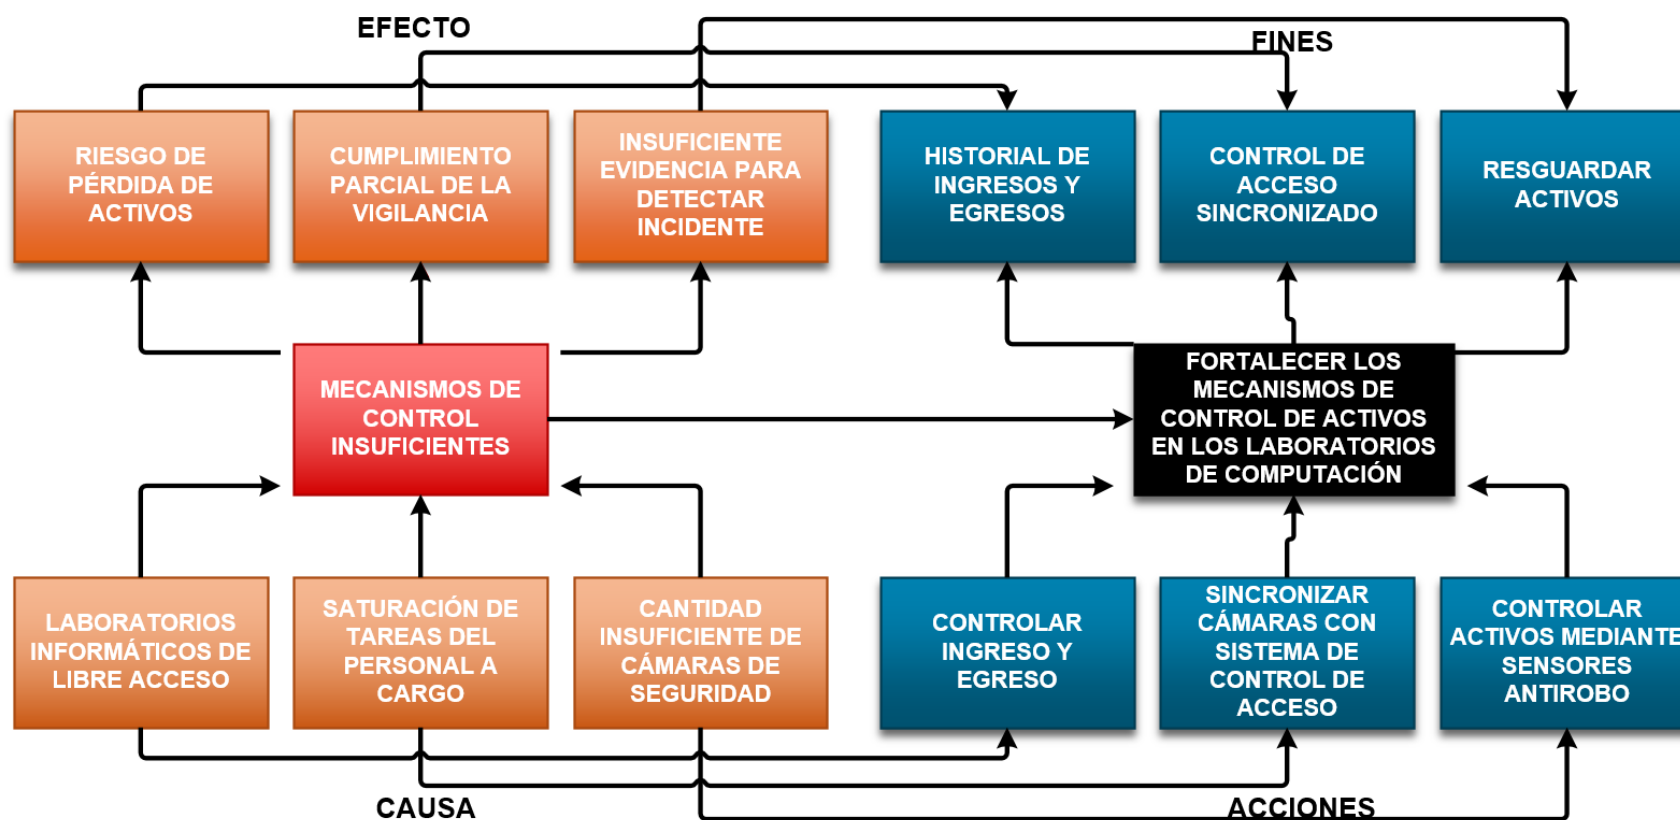 EFECTO
FINES
RIESGO DE
PÉRDIDA DE
ACTIVOS
CUMPLIMIENTO
PARCIAL DE LA
VIGILANCIA
INSUFICIENTE
EVIDENCIA PARA
DETECTAR
INCIDENTE
HISTORIAL DE
INGRESOS Y
EGRESOS
CONTROL DE
ACCESO
SINCRONIZADO
RESGUARDAR
ACTIVOS
MECANISMOS DE
CONTROL
INSUFICIENTES
FORTALECER LOS
MECANISMOS DE
CONTROL DE ACTIVOS
EN LOS LABORATORIOS
DE COMPUTACIÓN
LABORATORIOS
INFORMÁTICOS DE
LIBRE ACCESO
SATURACIÓN DE
TAREAS DEL
PERSONAL A
CARGO
CANTIDAD
INSUFICIENTE DE
CÁMARAS DE
SEGURIDAD
CONTROLAR
INGRESO Y
EGRESO
SINCRONIZAR
CÁMARAS CON
SISTEMA DE
CONTROL DE
ACCESO
CONTROLAR
ACTIVOS MEDIANTE
SENSORES
ANTIROBO
CAUSA
ACCIONES